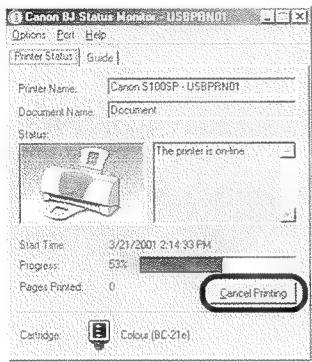 Canon BJ Status Monitor - USBPRN01
Options Port Help
Printer Status Guide
Printer Name: Canon S100SP - USBPRN01
Document Name: Document
Status:
The printer is on-line.
Start Time: 3/21/2001 2:14:33 PM
Progress: 53%
Pages Printed: 0
Cancel Printing
Cartridge: Colour (BC-21e)